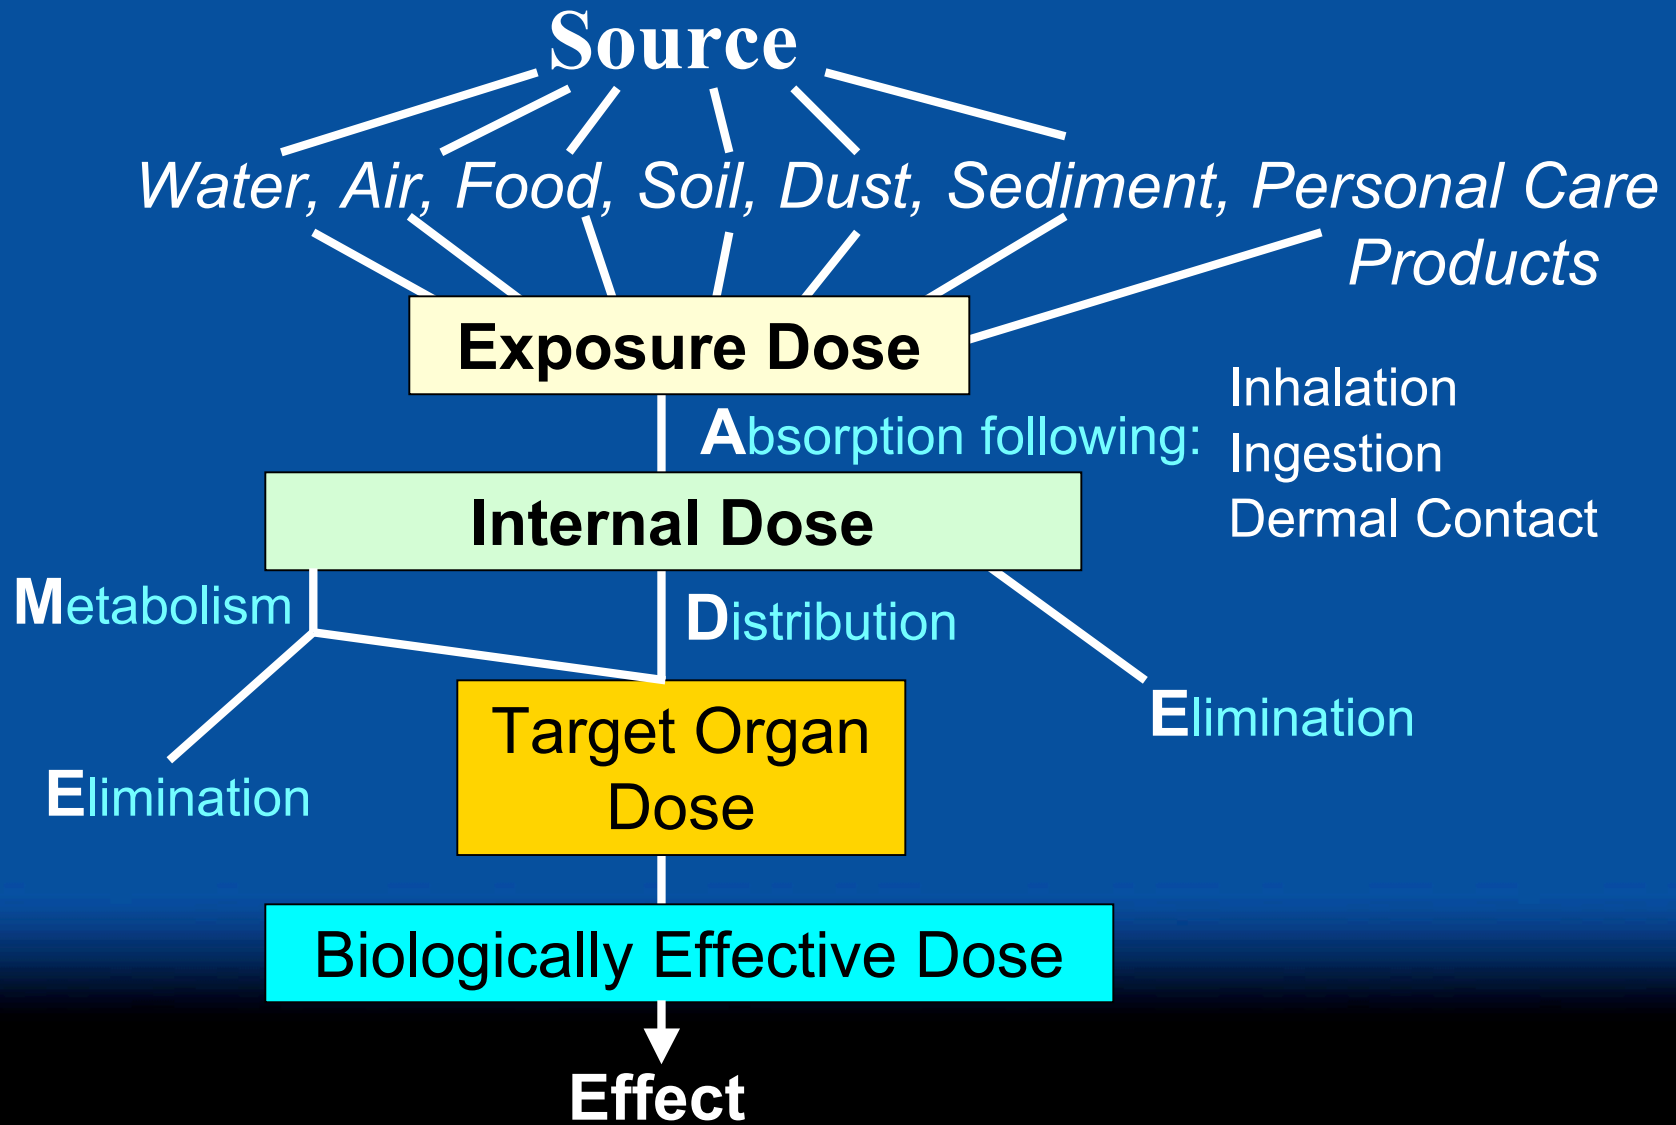 Source
Water, Air, Food, Soil, Dust, Sediment, Personal Care
Products
Exposure Dose
Absorption following:
Inhalation
Ingestion
Dermal Contact
Internal Dose
Metabolism
Distribution
Elimination
Target Organ
Dose
Elimination
Biologically Effective Dose
Effect